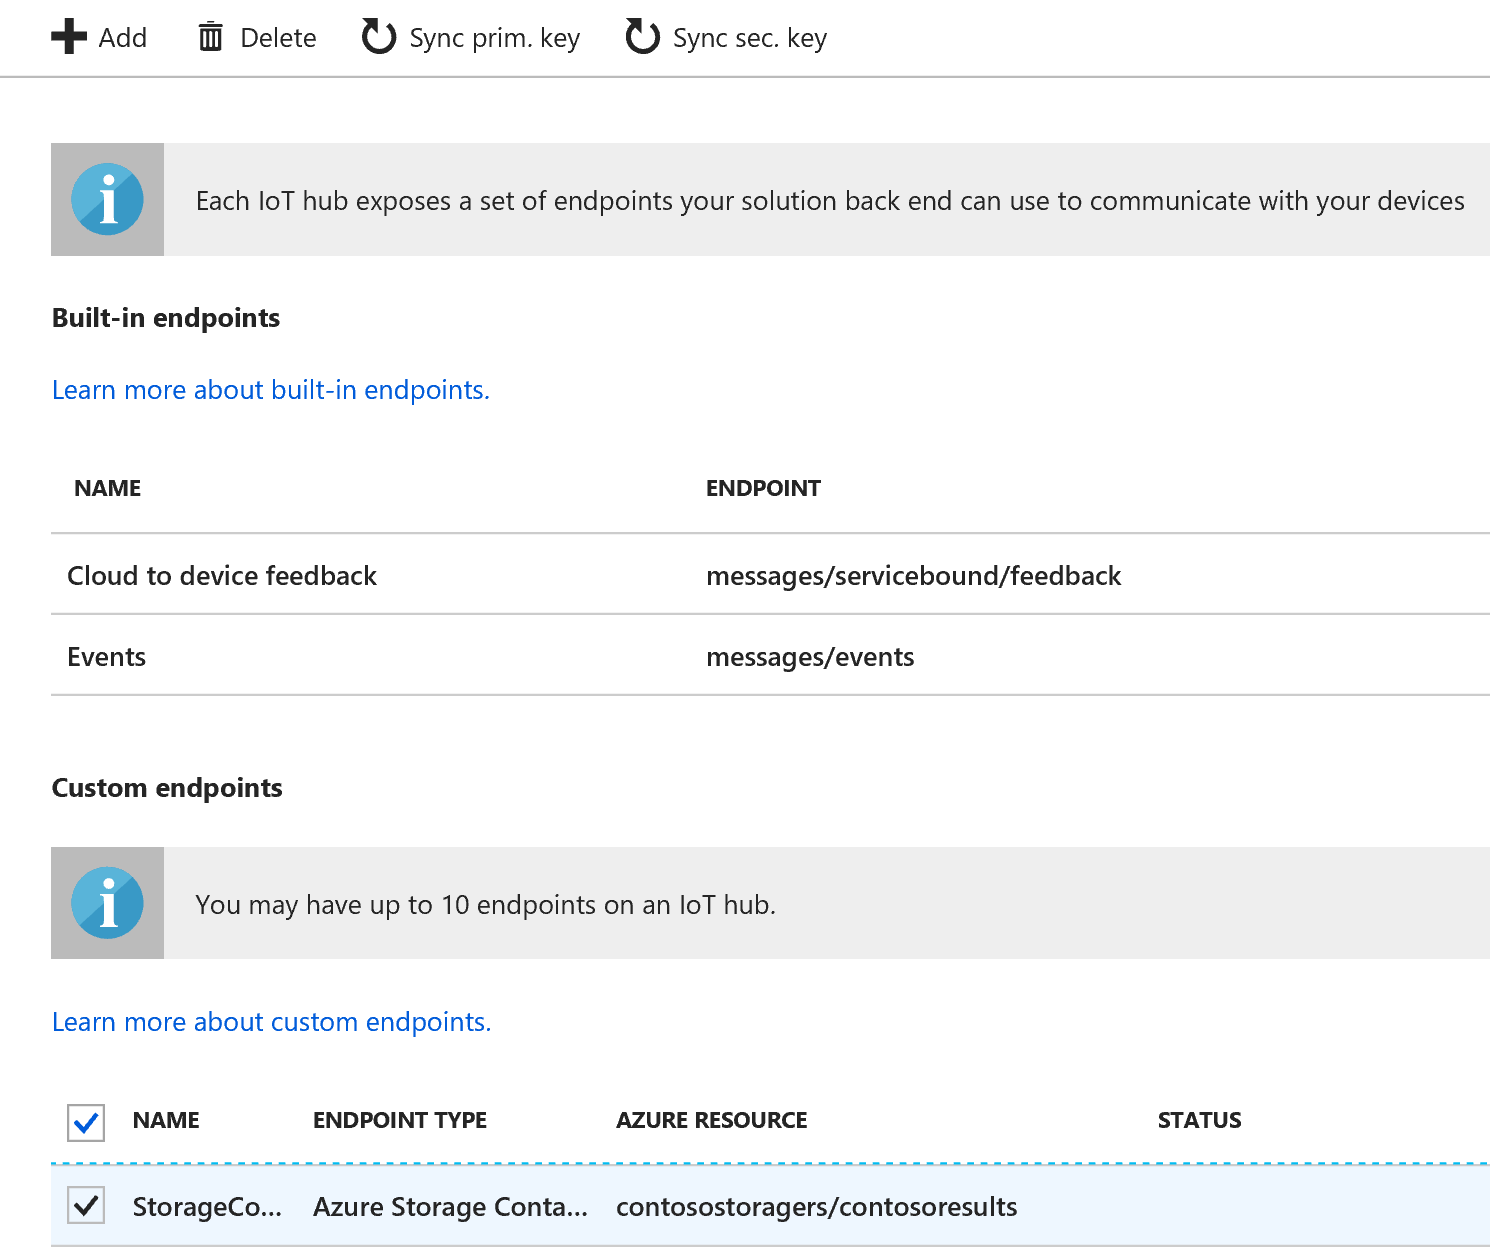 Add Delete Sync prim. key Sync sec. key
Each IoT hub exposes a set of endpoints your solution back end can use to communicate with your devices
Built-in endpoints
Learn more about built-in endpoints.
NAME ENDPOINT
Cloud to device feedback messages/servicebound/feedback
Events messages/events
Custom endpoints
You may have up to 10 endpoints on an IoT hub.
Learn more about custom endpoints.
NAME ENDPOINT TYPE AZURE RESOURCE STATUS
StorageCo... Azure Storage Conta... contosostoragers/contosoresults